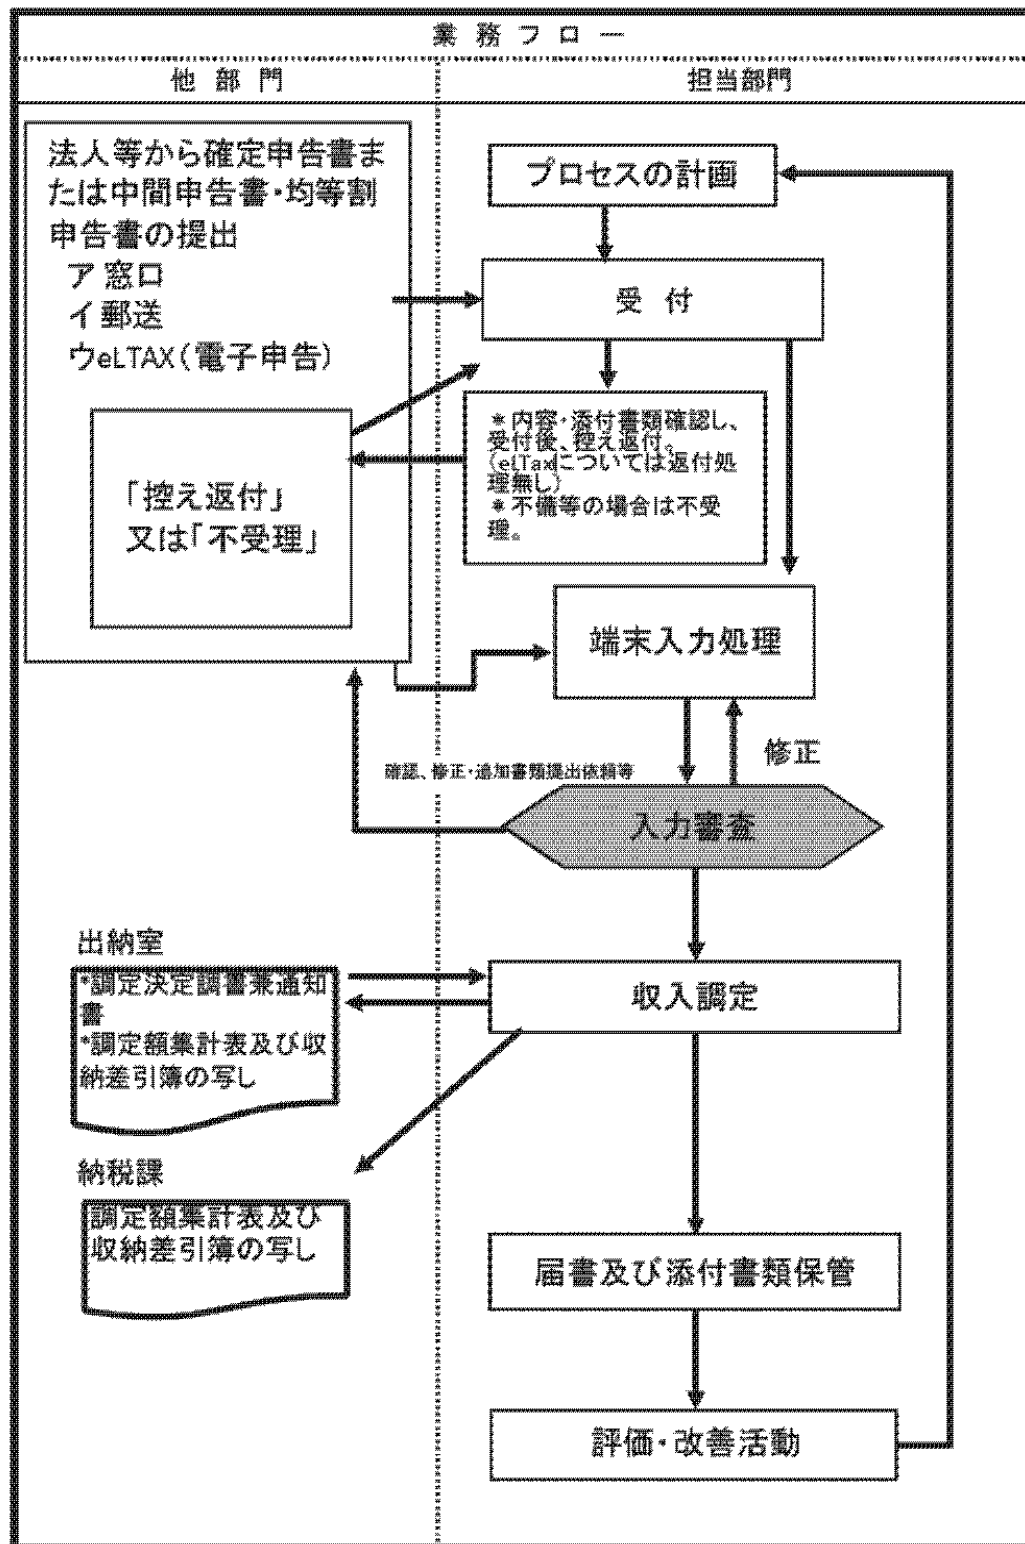 業務フロー
他部門
担当部門
法人等から確定申告書ま
たは中間申告書・均等割
申告書の提出
ア 窓口
イ 郵送
ウeLTAX(電子申告)
「控え返付」
又は「不受理」
プロセスの計画
受 付
*内容・添付書類確認し、
受付後、控え返付。
(eLTaxについては返付処
理無し)
*不備等の場合は不受
理。
端末入力処理
修正
確認、修正・追加書類提出依頼等
入力審査
出納室
*調定決定調書兼通知
書
*調定額集計表及び収
納差引簿の写し
収入調定
納税課
調定額集計表及び
収納差引簿の写し
届書及び添付書類保管
評価・改善活動